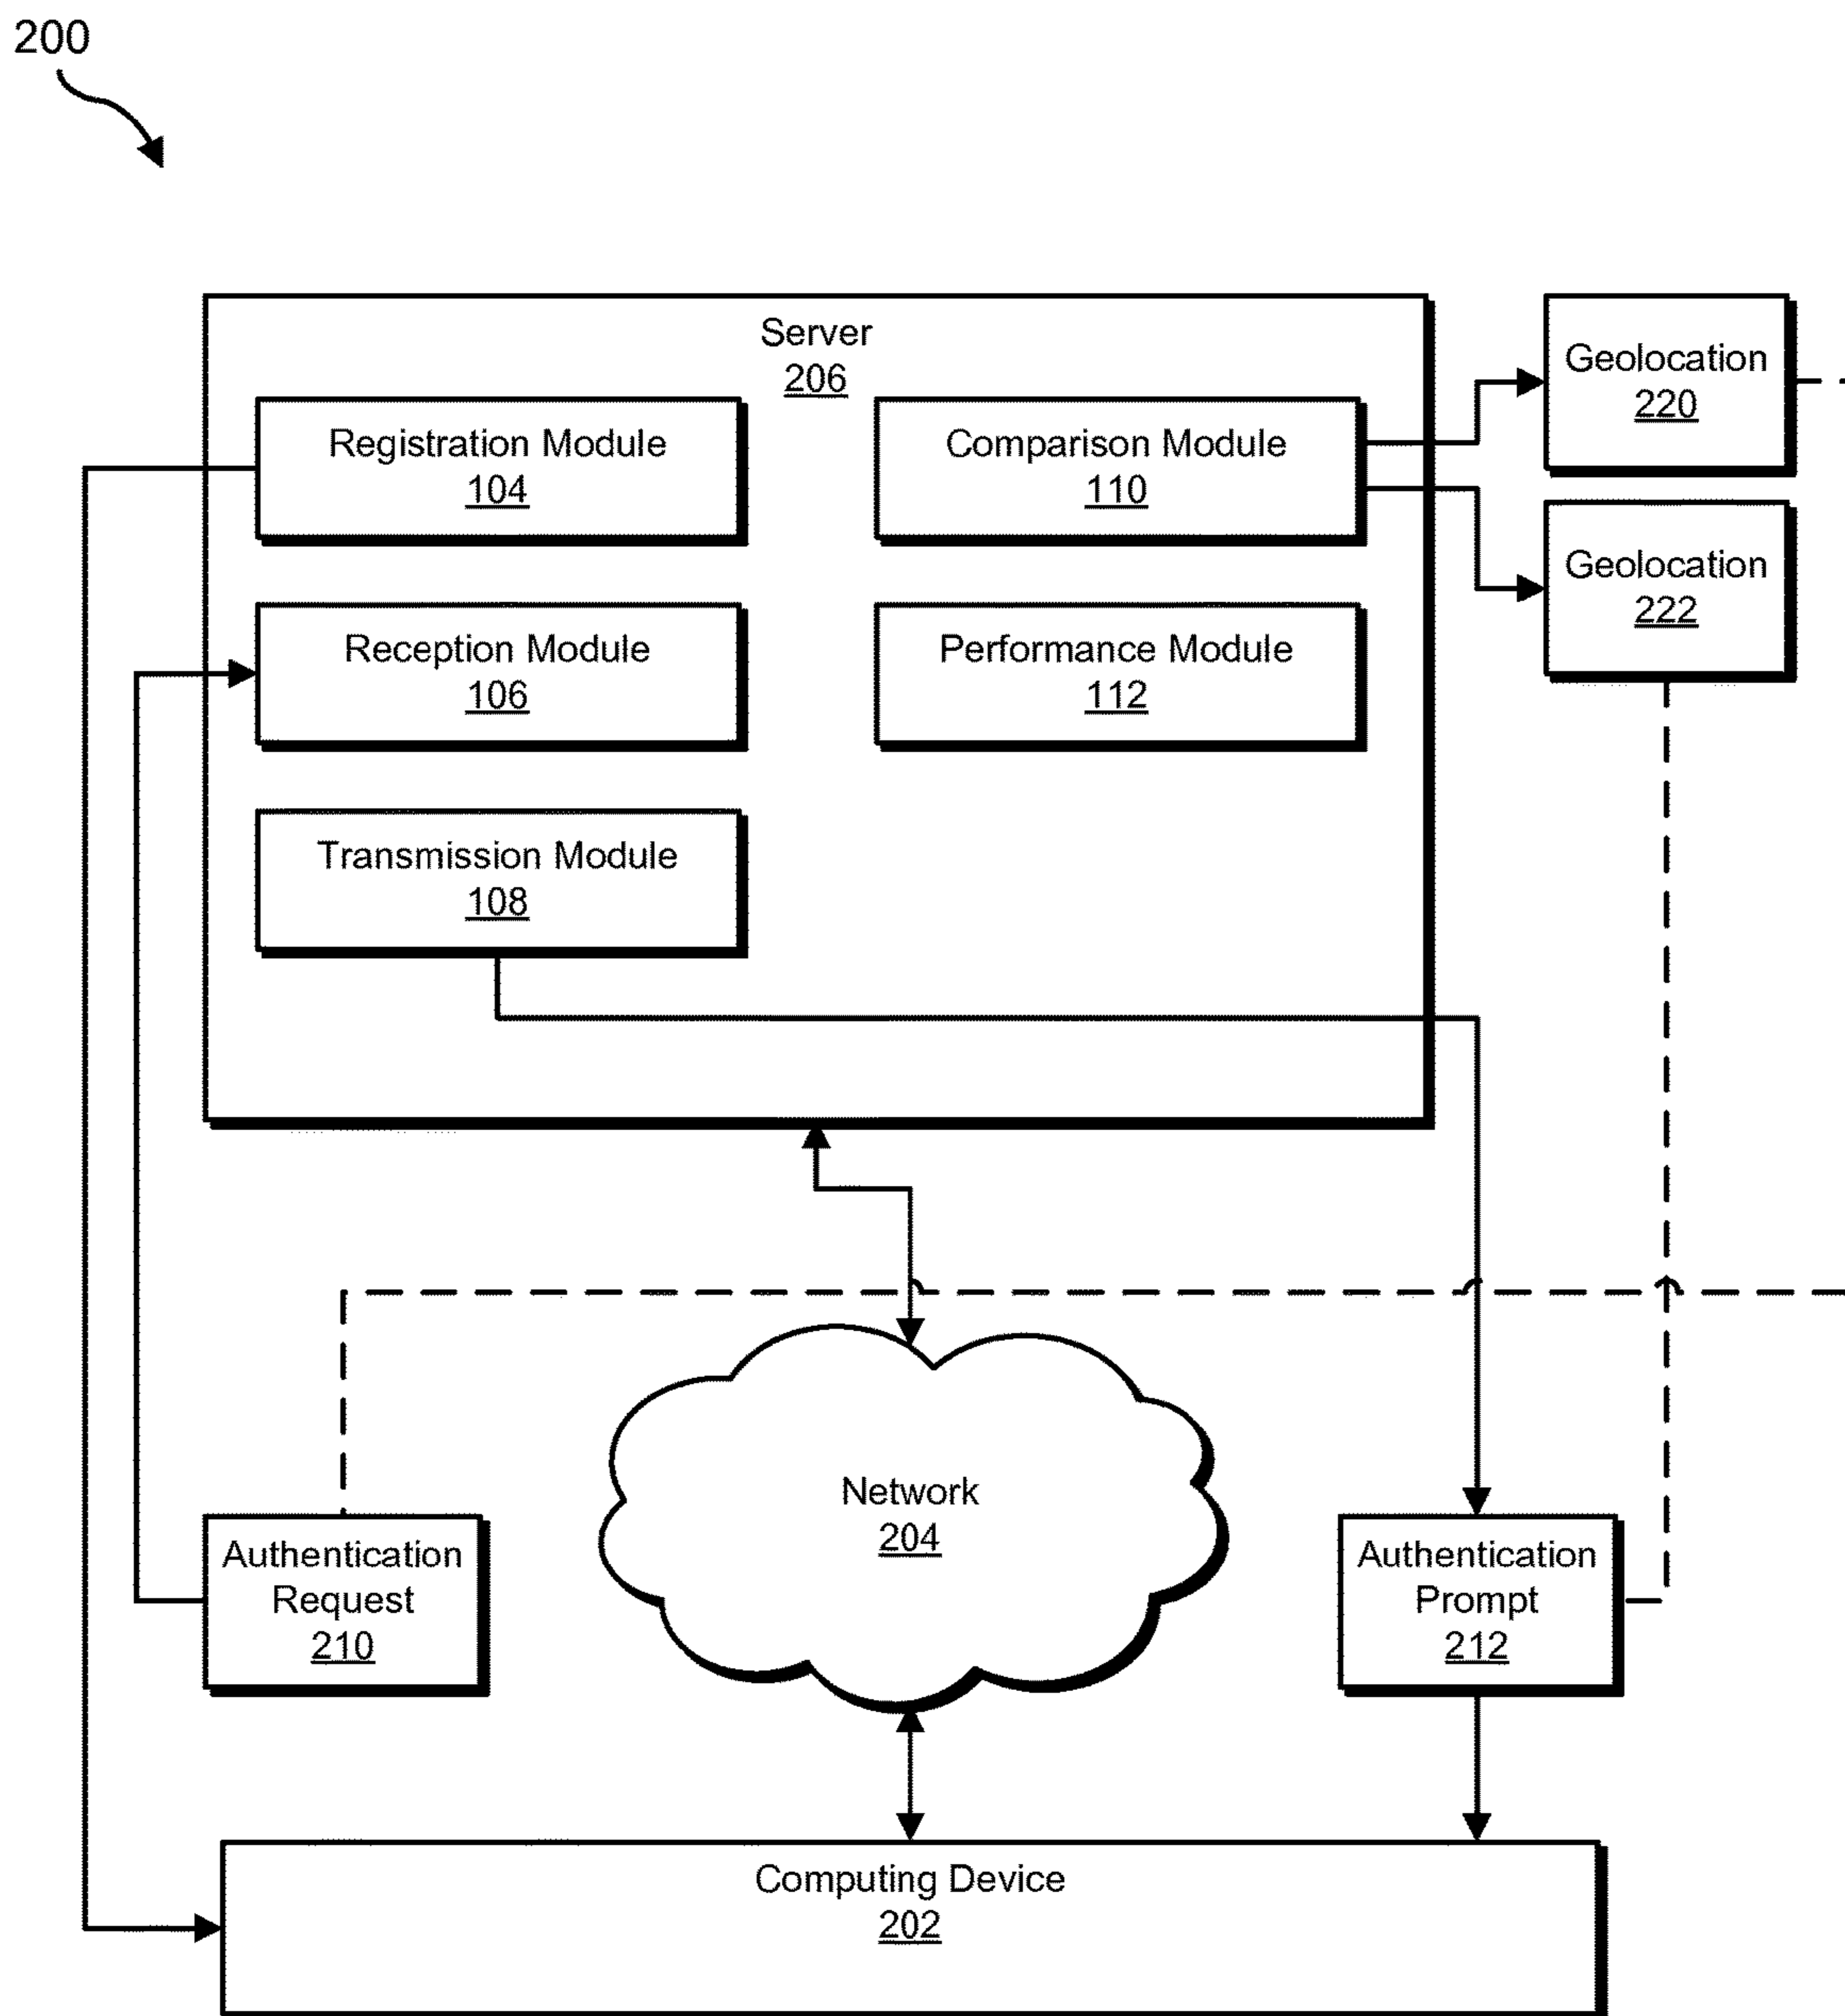 200
Server
206
Registration Module
104
Comparison Module
110
Geolocation
220
Geolocation
222
Reception Module
106
Performance Module
112
Transmission Module
108
Network
204
Authentication
Request
210
Authentication
Prompt
212
Computing Device
202